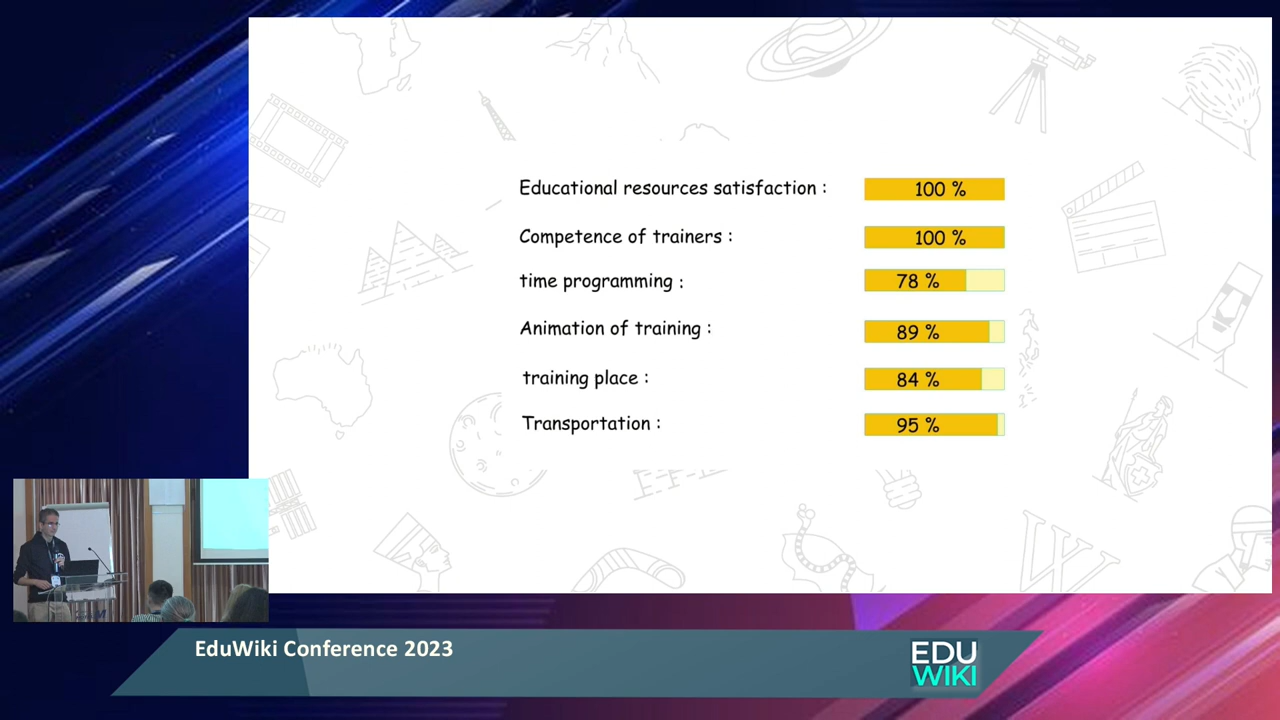 Educational resources satisfaction : 100 %
Competence of trainers : 100 %
time programming : 78 %
Animation of training : 89 %
training place : 84 %
Transportation : 95 %
EduWiki Conference 2023
EDU
WIKI